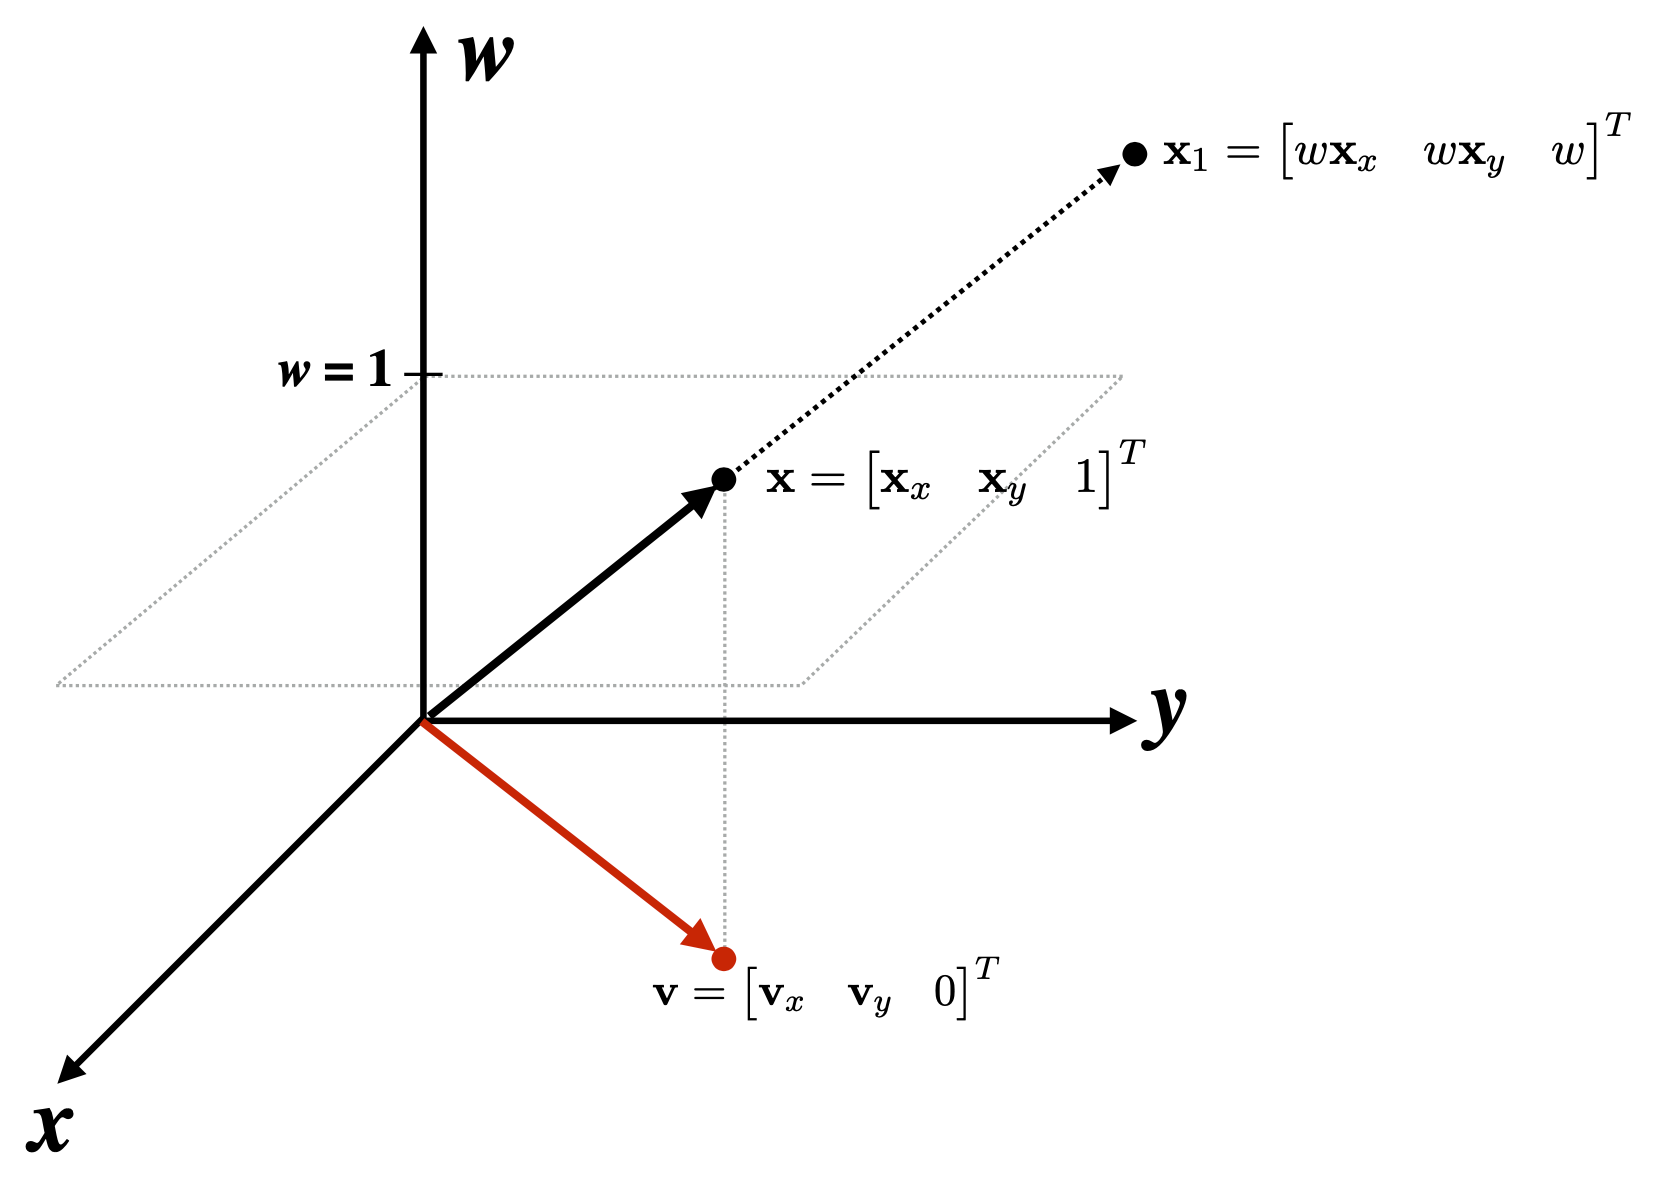 w
x₁ = [wxₓ wx_y w]ᵀ
w = 1
x = [xₓ x_y 1]ᵀ
y
v = [vₓ v_y 0]ᵀ
x